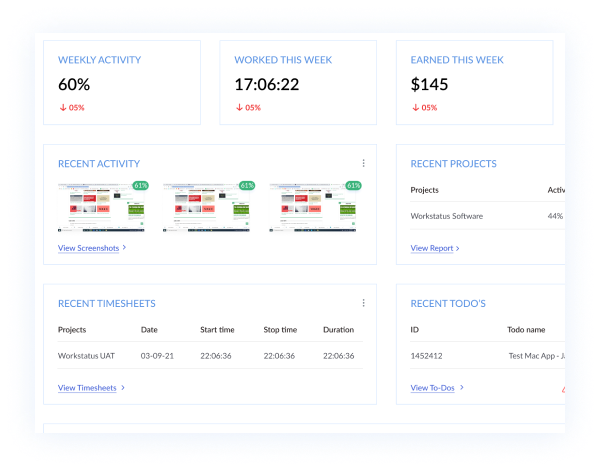 WEEKLY ACTIVITY
60%
05%
WORKED THIS WEEK
17:06:22
05%
EARNED THIS WEEK
$145
05%
RECENT ACTIVITY
61%
61%
61%
View Screenshots
RECENT PROJECTS
Projects Activ
Workstatus Software 44%
View Report
RECENT TIMESHEETS
Projects Date Start time Stop time Duration
Workstatus UAT 03-09-21 22:06:36 22:06:36 22:06:36
View Timesheets
RECENT TODO'S
ID Todo name
1452412 Test Mac App - Ja
View To-Dos